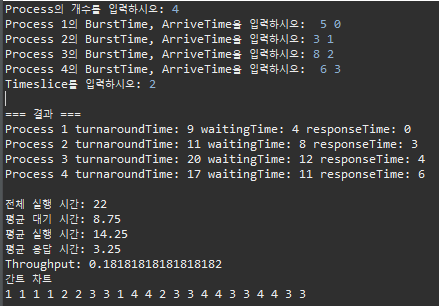 Process의 개수를 입력하시오: 4
Process 1의 BurstTime, ArriveTime을 입력하시오:  5 0
Process 2의 BurstTime, ArriveTime을 입력하시오: 3 1
Process 3의 BurstTime, ArriveTime을 입력하시오: 8 2
Process 4의 BurstTime, ArriveTime을 입력하시오:  6 3
Timeslice를 입력하시오: 2
=== 결과 ===
Process 1 turnaroundTime: 9 waitingTime: 4 responseTime: 0
Process 2 turnaroundTime: 11 waitingTime: 8 responseTime: 3
Process 3 turnaroundTime: 20 waitingTime: 12 responseTime: 4
Process 4 turnaroundTime: 17 waitingTime: 11 responseTime: 6
전체 실행 시간: 22
평균 대기 시간: 8.75
평균 실행 시간: 14.25
평균 응답 시간: 3.25
Throughput: 0.18181818181818182
간트 차트
1 1 1 1 2 2 3 3 1 4 4 2 3 3 4 4 3 3 4 4 3 3